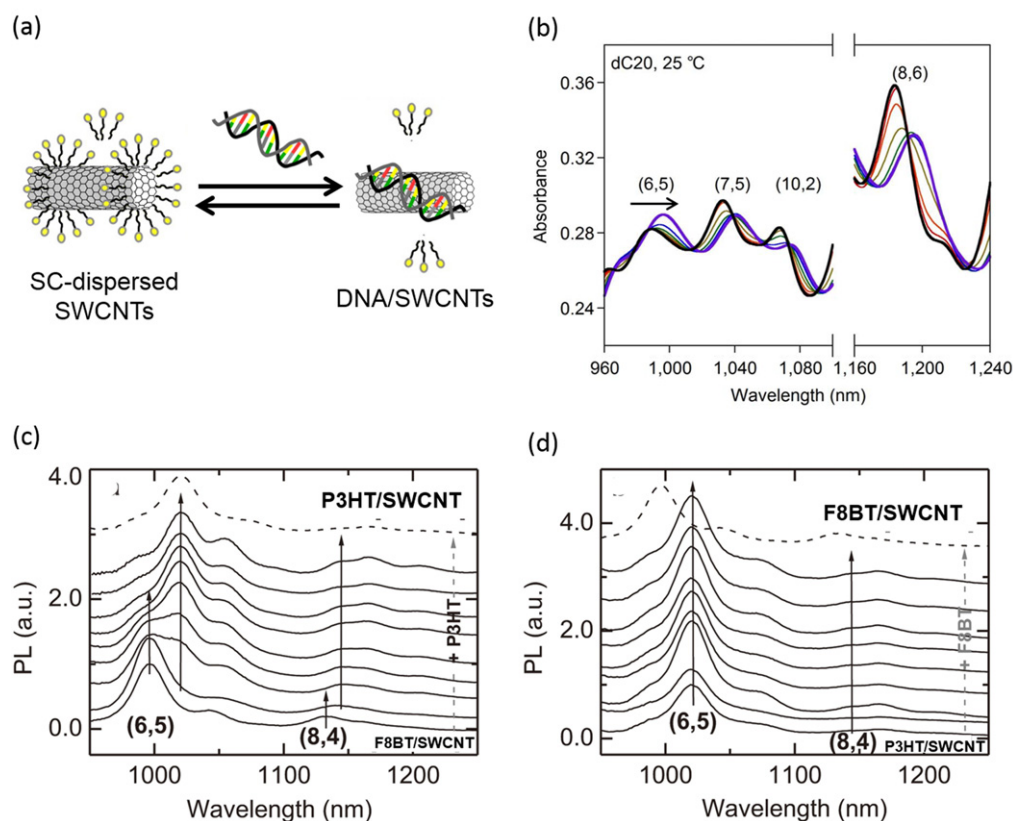 (a)
SC-dispersed
SWCNTs
DNA/SWCNTs
(b)
dC20, 25 ℃
(6,5)
(7,5)
(10,2)
(8,6)
0.36
0.32
0.28
0.24
Absorbance
960
1,000
1,040
1,080
1,160
1,200
1,240
Wavelength (nm)
(c)
4.0
2.0
0.0
PL (a.u.)
P3HT/SWCNT
+ P3HT
(6,5)
(8,4)
F8BT/SWCNT
1000
1100
1200
Wavelength (nm)
(d)
4.0
2.0
0.0
PL (a.u.)
F8BT/SWCNT
+ F8BT
(6,5)
(8,4)
P3HT/SWCNT
1000
1100
1200
Wavelength (nm)